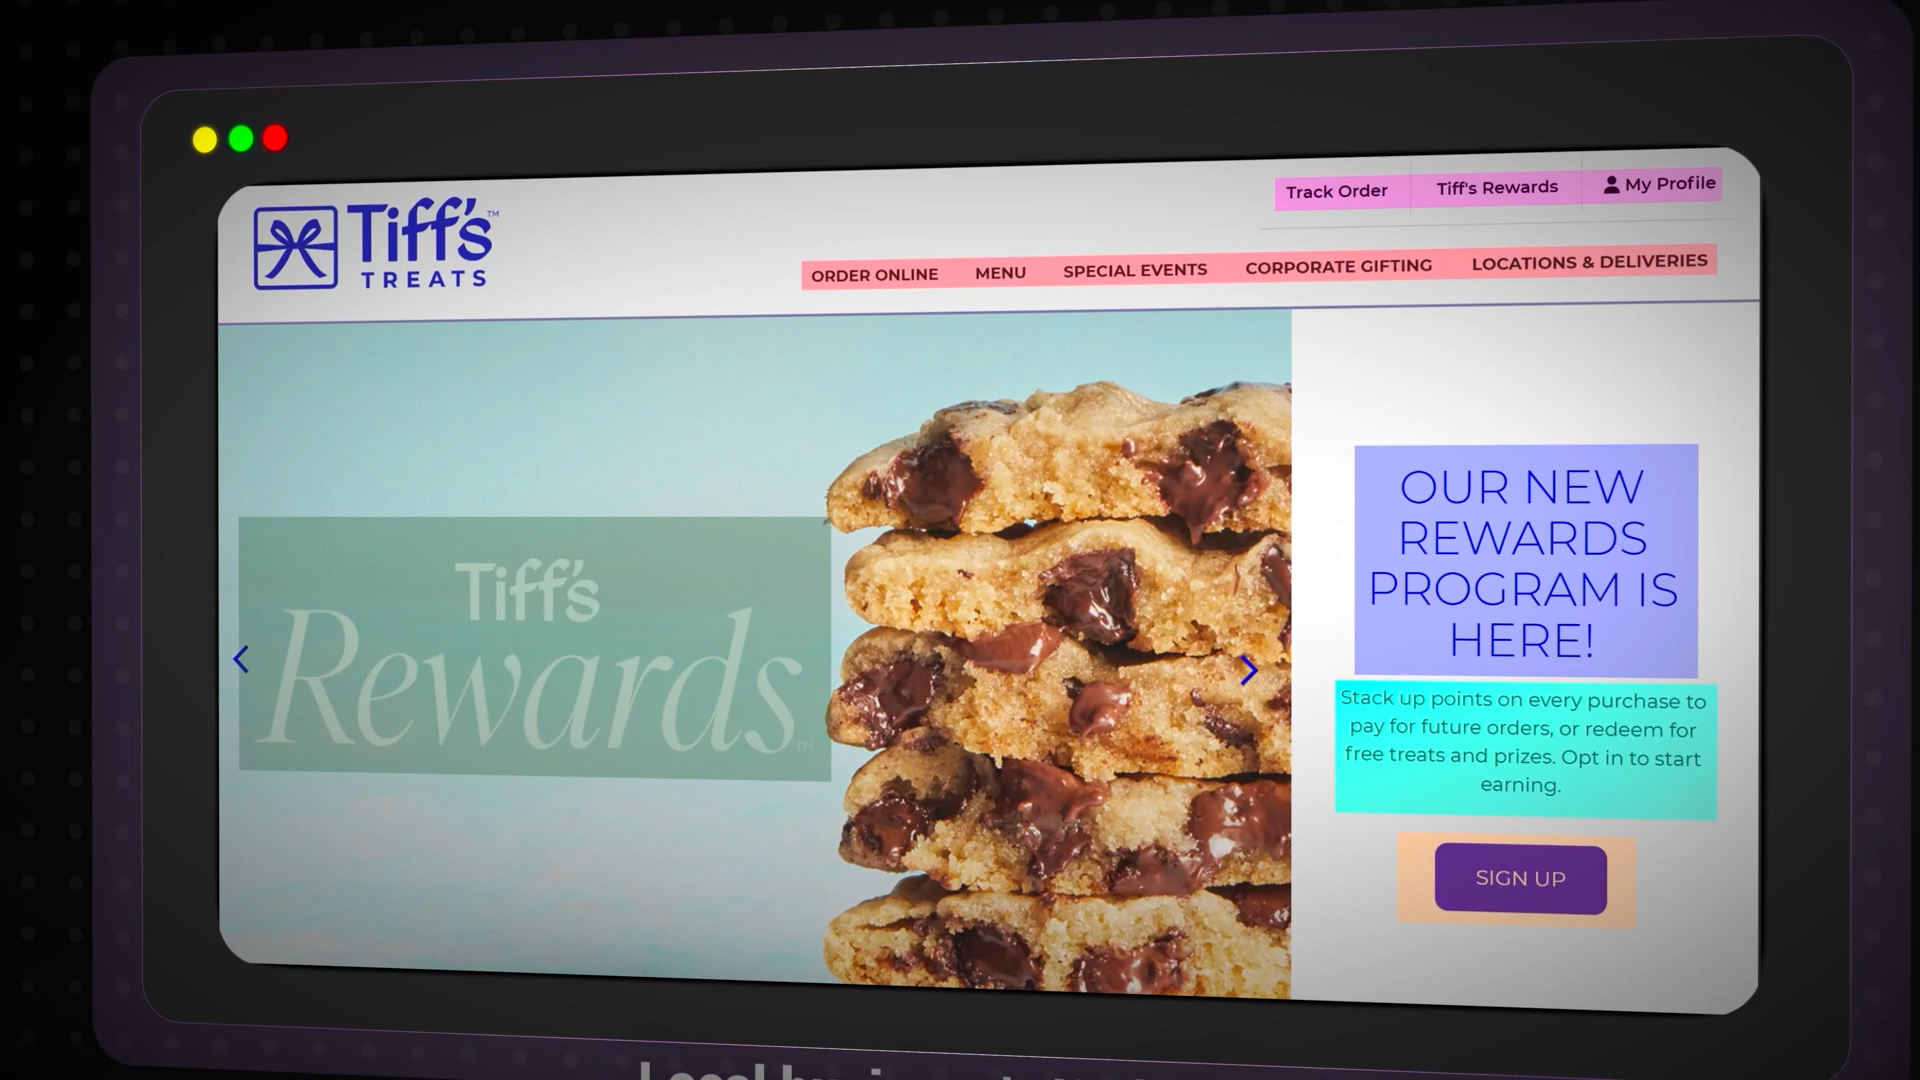 Tiff's™
TREATS
Track Order
Tiff's Rewards
My Profile
ORDER ONLINE
MENU
SPECIAL EVENTS
CORPORATE GIFTING
LOCATIONS & DELIVERIES
Tiff's
Rewards™
OUR NEW
REWARDS
PROGRAM IS
HERE!
Stack up points on every purchase to
pay for future orders, or redeem for
free treats and prizes. Opt in to start
earning.
SIGN UP
Local